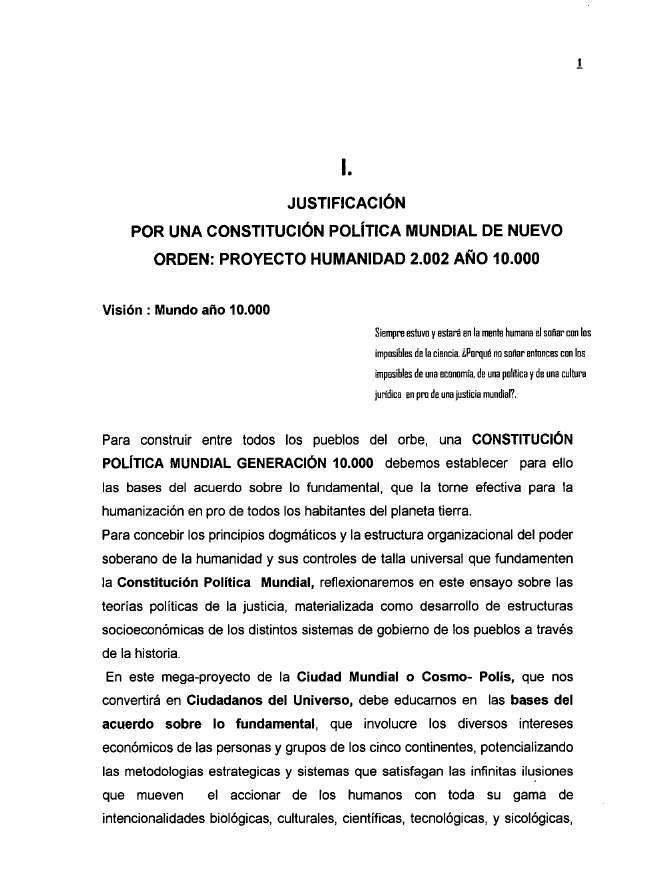 1
I.
JUSTIFICACIÓN
POR UNA CONSTITUCIÓN POLÍTICA MUNDIAL DE NUEVO
ORDEN: PROYECTO HUMANIDAD 2.002 AÑO 10.000
Visión : Mundo año 10.000
Siempre estuvo y estará en la mente humana el soñar con los
imposibles de la ciencia. ¿Porqué no soñar entonces con los
imposibles de una economía, de una política y de una cultura
jurídica en pro de una justicia mundial?.
Para construir entre todos los pueblos del orbe, una CONSTITUCIÓN
POLÍTICA MUNDIAL GENERACIÓN 10.000 debemos establecer para ello
las bases del acuerdo sobre lo fundamental, que la torne efectiva para la
humanización en pro de todos los habitantes del planeta tierra.
Para concebir los principios dogmáticos y la estructura organizacional del poder
soberano de la humanidad y sus controles de talla universal que fundamenten
la Constitución Política Mundial, reflexionaremos en este ensayo sobre las
teorías políticas de la justicia, materializada como desarrollo de estructuras
socioeconómicas de los distintos sistemas de gobierno de los pueblos a través
de la historia.
En este mega-proyecto de la Ciudad Mundial o Cosmo- Polís, que nos
convertirá en Ciudadanos del Universo, debe educarnos en las bases del
acuerdo sobre lo fundamental, que involucre los diversos intereses
económicos de las personas y grupos de los cinco continentes, potencializando
las metodologias estrategicas y sistemas que satisfagan las infinitas ilusiones
que mueven el accionar de los humanos con toda su gama de
intencionalidades biológicas, culturales, científicas, tecnológicas, y sicológicas,